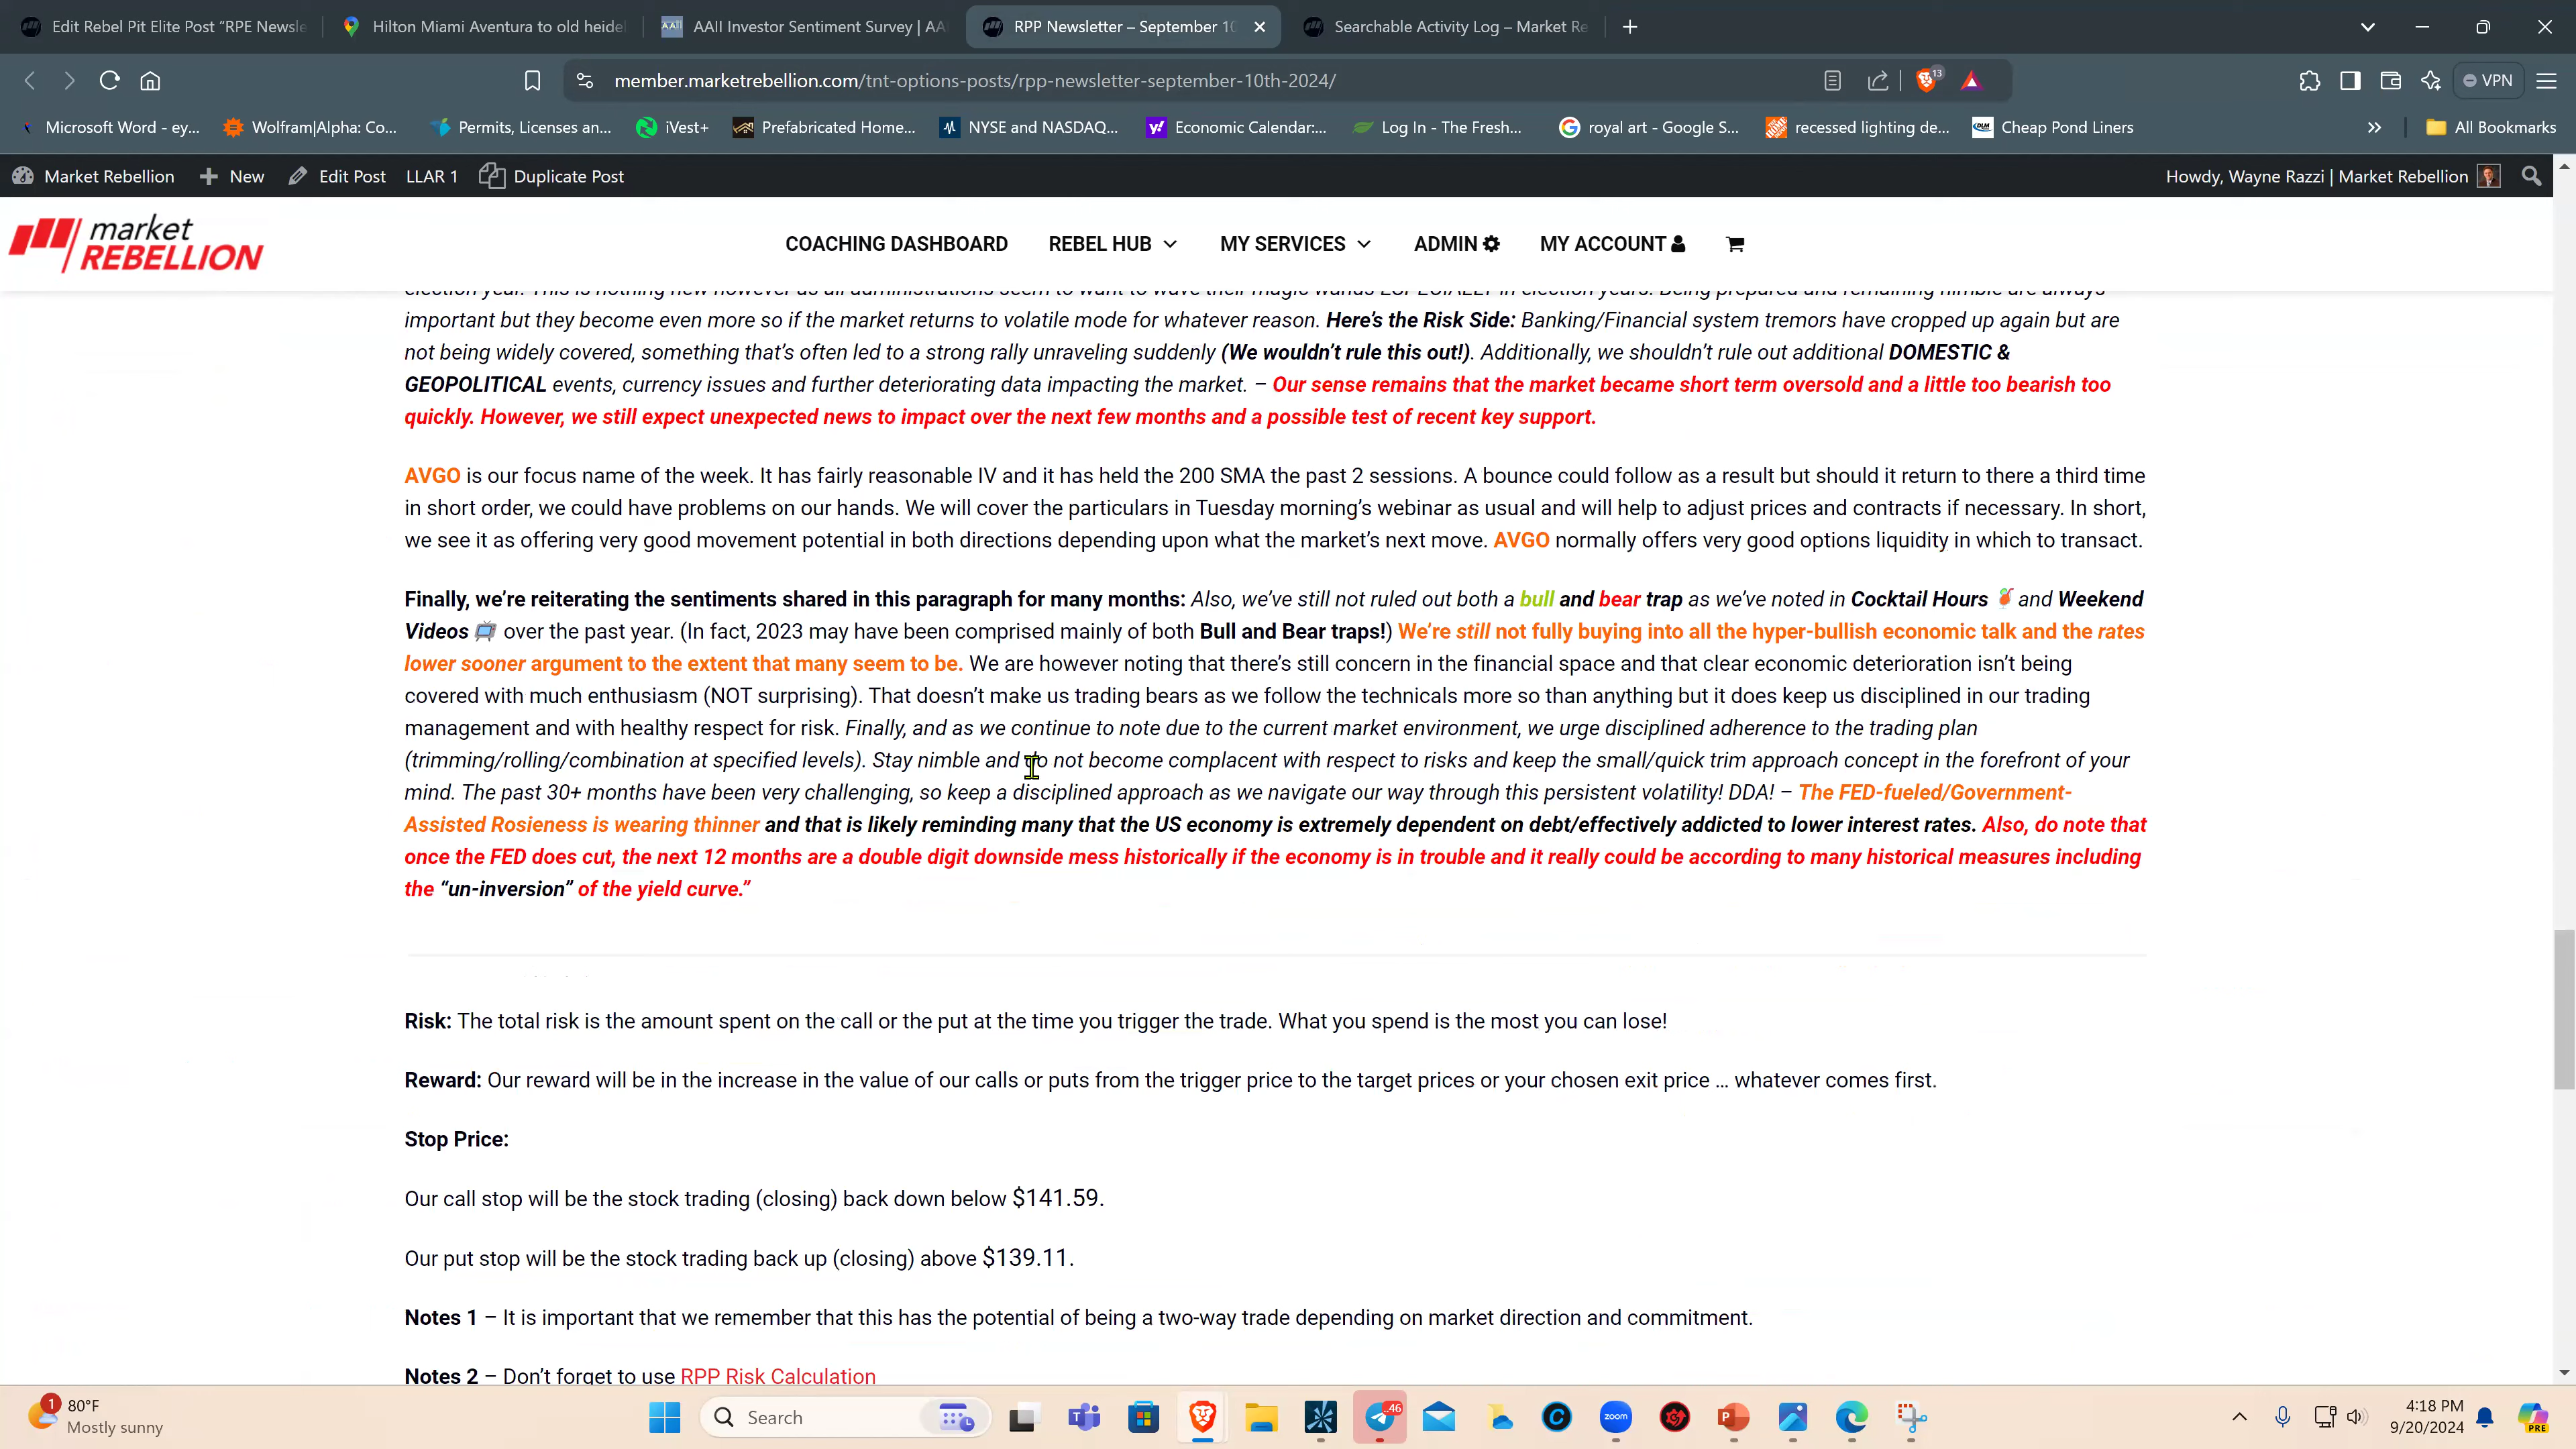 Edit Rebel Pit Elite Post “RPE Newsle
Hilton Miami Aventura to old heidel
AAII Investor Sentiment Survey | AA
RPP Newsletter – September 10
Searchable Activity Log – Market Re
member.marketrebellion.com/tnt-options-posts/rpp-newsletter-september-10th-2024/
13
VPN
Microsoft Word - ey...
Wolfram|Alpha: Co...
Permits, Licenses an...
iVest+
Prefabricated Home...
NYSE and NASDAQ...
Economic Calendar:...
Log In - The Fresh...
royal art - Google S...
recessed lighting de...
Cheap Pond Liners
All Bookmarks
Market Rebellion
New
Edit Post
LLAR 1
Duplicate Post
Howdy, Wayne Razzi | Market Rebellion
market
REBELLION
COACHING DASHBOARD
REBEL HUB
MY SERVICES
ADMIN
MY ACCOUNT
election year. This is nothing new however as all administrations seem to want to wave their magic wands ESPECIALLY in election years. Being prepared and remaining nimble are always
important but they become even more so if the market returns to volatile mode for whatever reason. Here’s the Risk Side: Banking/Financial system tremors have cropped up again but are
not being widely covered, something that’s often led to a strong rally unraveling suddenly (We wouldn’t rule this out!). Additionally, we shouldn’t rule out additional DOMESTIC &
GEOPOLITICAL events, currency issues and further deteriorating data impacting the market. – Our sense remains that the market became short term oversold and a little too bearish too
quickly. However, we still expect unexpected news to impact over the next few months and a possible test of recent key support.
AVGO is our focus name of the week. It has fairly reasonable IV and it has held the 200 SMA the past 2 sessions. A bounce could follow as a result but should it return to there a third time
in short order, we could have problems on our hands. We will cover the particulars in Tuesday morning’s webinar as usual and will help to adjust prices and contracts if necessary. In short,
we see it as offering very good movement potential in both directions depending upon what the market’s next move. AVGO normally offers very good options liquidity in which to transact.
Finally, we’re reiterating the sentiments shared in this paragraph for many months: Also, we’ve still not ruled out both a bull and bear trap as we’ve noted in Cocktail Hours 🍹 and Weekend
Videos 📺 over the past year. (In fact, 2023 may have been comprised mainly of both Bull and Bear traps!) We’re still not fully buying into all the hyper-bullish economic talk and the rates
lower sooner argument to the extent that many seem to be. We are however noting that there’s still concern in the financial space and that clear economic deterioration isn’t being
covered with much enthusiasm (NOT surprising). That doesn’t make us trading bears as we follow the technicals more so than anything but it does keep us disciplined in our trading
management and with healthy respect for risk. Finally, and as we continue to note due to the current market environment, we urge disciplined adherence to the trading plan
(trimming/rolling/combination at specified levels). Stay nimble and do not become complacent with respect to risks and keep the small/quick trim approach concept in the forefront of your
mind. The past 30+ months have been very challenging, so keep a disciplined approach as we navigate our way through this persistent volatility! DDA! – The FED-fueled/Government-
Assisted Rosieness is wearing thinner and that is likely reminding many that the US economy is extremely dependent on debt/effectively addicted to lower interest rates. Also, do note that
once the FED does cut, the next 12 months are a double digit downside mess historically if the economy is in trouble and it really could be according to many historical measures including
the “un-inversion” of the yield curve.”
Risk: The total risk is the amount spent on the call or the put at the time you trigger the trade. What you spend is the most you can lose!
Reward: Our reward will be in the increase in the value of our calls or puts from the trigger price to the target prices or your chosen exit price … whatever comes first.
Stop Price:
Our call stop will be the stock trading (closing) back down below $141.59.
Our put stop will be the stock trading back up (closing) above $139.11.
Notes 1 – It is important that we remember that this has the potential of being a two-way trade depending on market direction and commitment.
Notes 2 – Don’t forget to use RPP Risk Calculation
1
80°F
Mostly sunny
Search
.46
zoom
4:18 PM
9/20/2024
PRE